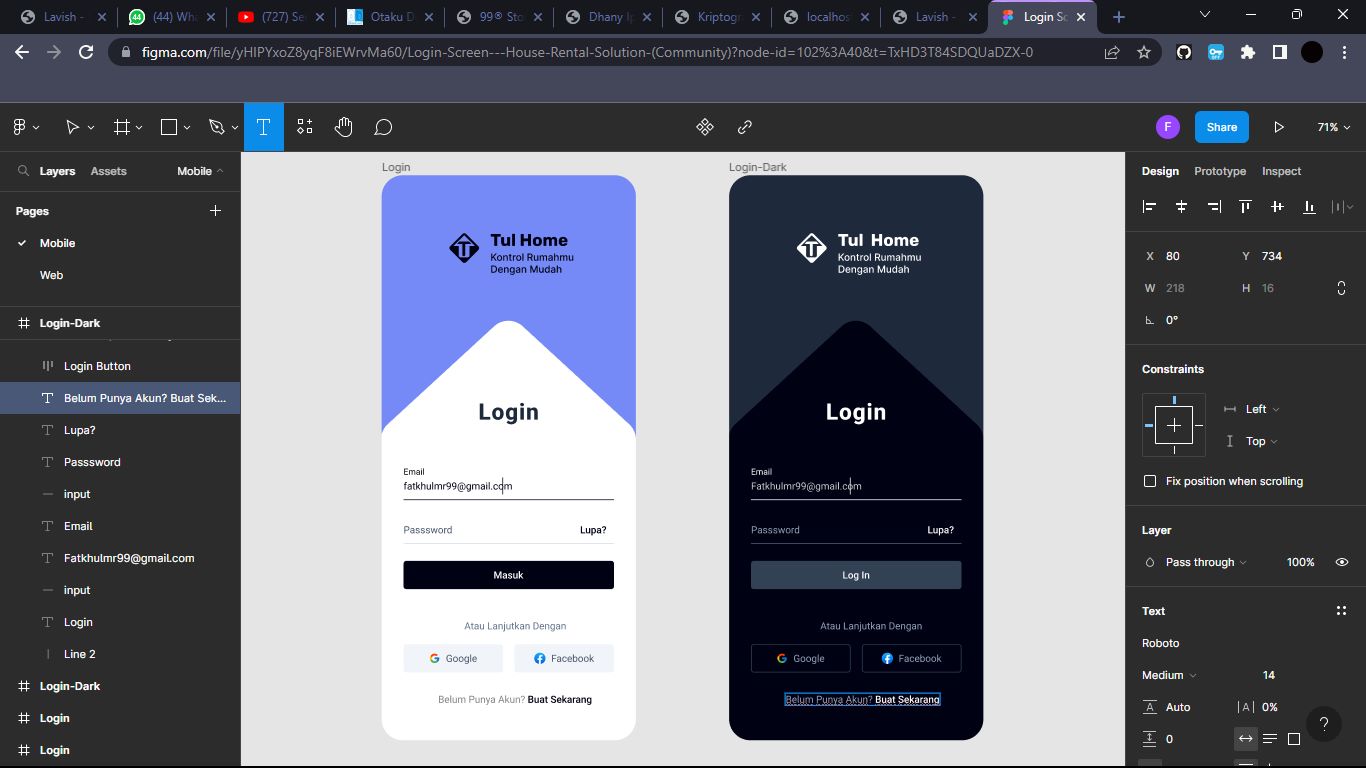 Lavish -
(44) Wha
(727) Se
Otaku D
99® Sto
Dhany Ip
Kriptogr
localhos
Lavish -
Login Sc
figma.com/file/yHIPYxoZ8yqF8iEWrvMa60/Login-Screen---House-Rental-Solution-(Community)?node-id=102%3A40&t=TxHD3T84SDQUaDZX-0
F
Share
71%
Layers
Assets
Mobile
Pages
Mobile
Web
Login-Dark
Login Button
Belum Punya Akun? Buat Sek...
Lupa?
Passsword
input
Email
Fatkhulmr99@gmail.com
input
Login
Line 2
Login-Dark
Login
Login
Login
Tul Home
Kontrol Rumahmu
Dengan Mudah
Login
Email
fatkhulmr99@gmail.com
Passsword
Lupa?
Masuk
Atau Lanjutkan Dengan
Google
Facebook
Belum Punya Akun? Buat Sekarang
Login-Dark
Tul Home
Kontrol Rumahmu
Dengan Mudah
Login
Email
Fatkhulmr99@gmail.com
Passsword
Lupa?
Log In
Atau Lanjutkan Dengan
Google
Facebook
Belum Punya Akun? Buat Sekarang
Design
Prototype
Inspect
X 80
Y 734
W 218
H 16
0°
Constraints
Left
Top
Fix position when scrolling
Layer
Pass through
100%
Text
Roboto
Medium
14
Auto
0%
0
?